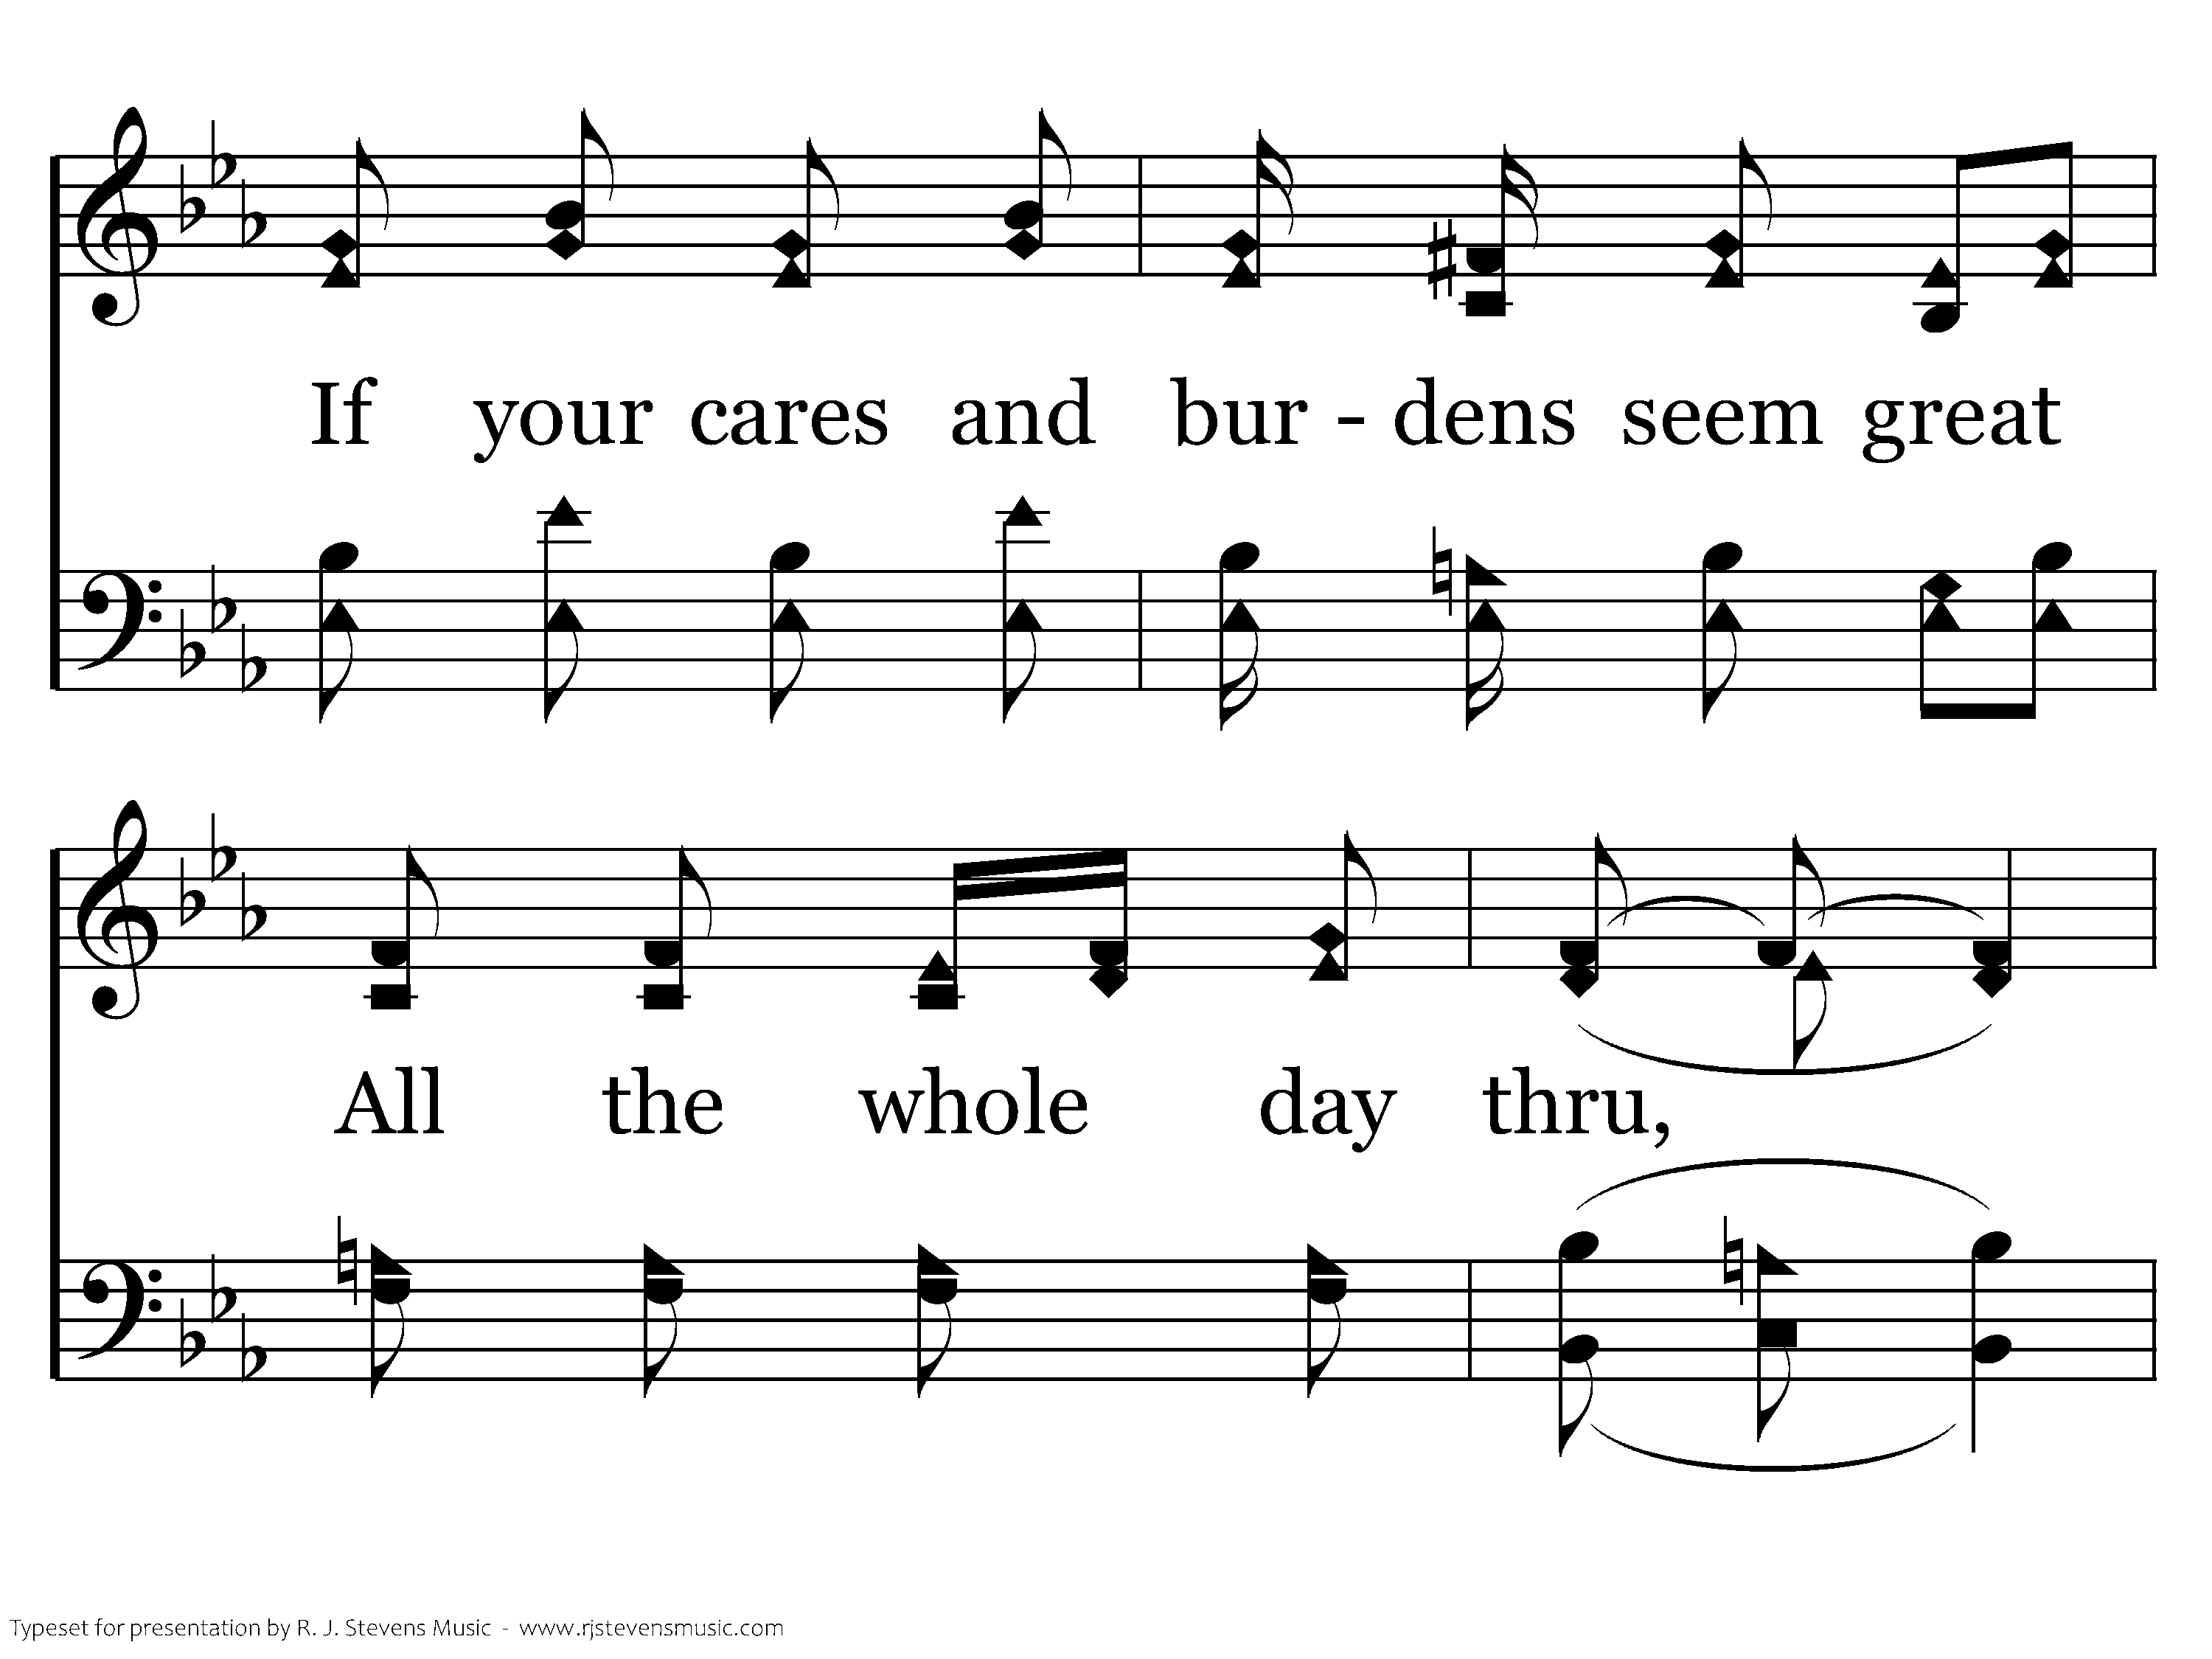 If your cares and bur - dens seem great
All the whole day thru,
Typeset for presentation by R. J. Stevens Music - www.rjstevensmusic.com